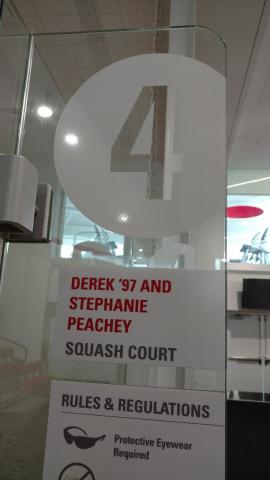 4
DEREK '97 AND
STEPHANIE
PEACHEY
SQUASH COURT
RULES & REGULATIONS
Protective Eyewear
Required